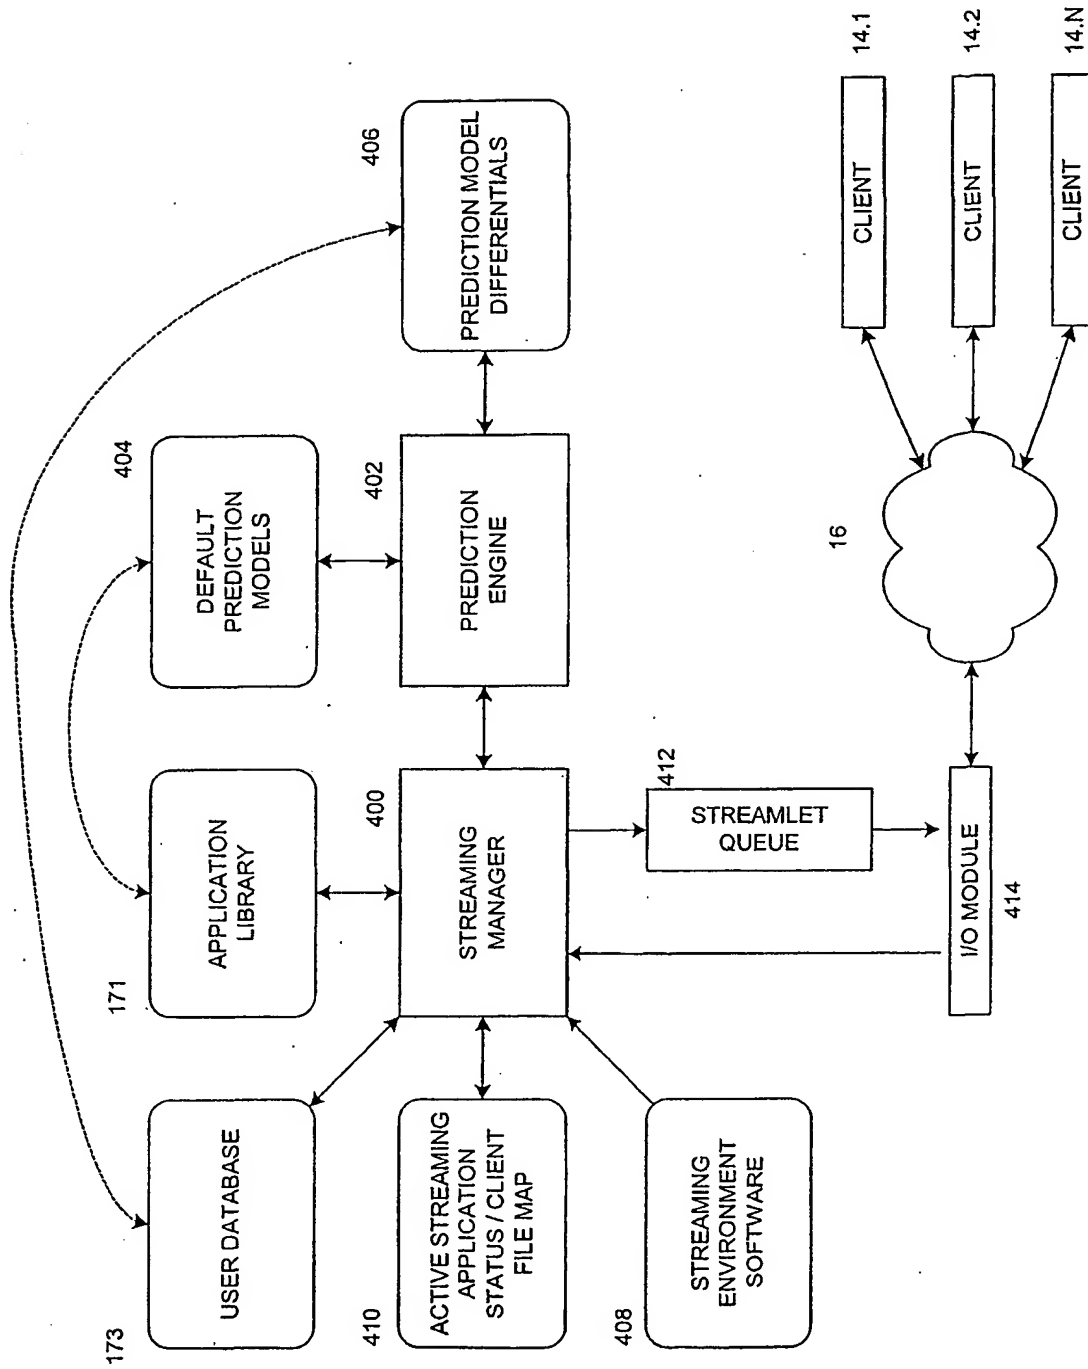 173
USER DATABASE
410
ACTIVE STREAMING
APPLICATION
STATUS / CLIENT
FILE MAP
408
STREAMING
ENVIRONMENT
SOFTWARE
171
APPLICATION
LIBRARY
400
STREAMING
MANAGER
412
STREAMLET
QUEUE
I/O MODULE
414
404
DEFAULT
PREDICTION
MODELS
402
PREDICTION
ENGINE
406
PREDICTION MODEL
DIFFERENTIALS
16
CLIENT
14.1
CLIENT
14.2
CLIENT
14.N